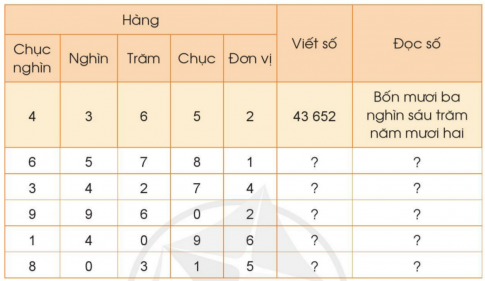 Hàng
Viết số
Đọc số
Chục nghìn
Nghìn
Trăm
Chục
Đơn vị
4 3 6 5 2 43 652 Bốn mươi ba nghìn sáu trăm năm mươi hai
6 5 7 8 1 ? ?
3 4 2 7 4 ? ?
9 9 6 0 2 ? ?
1 4 0 9 6 ? ?
8 0 3 1 5 ? ?